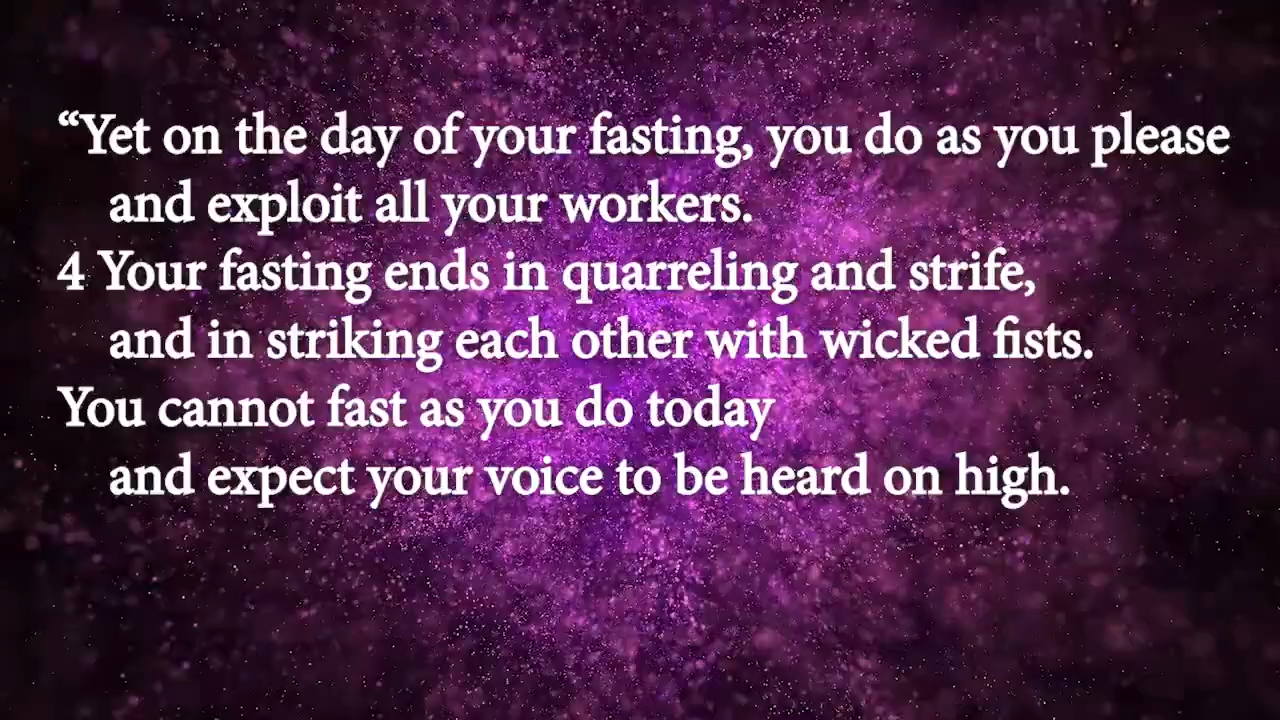 “Yet on the day of your fasting, you do as you please
and exploit all your workers.
4 Your fasting ends in quarreling and strife,
and in striking each other with wicked fists.
You cannot fast as you do today
and expect your voice to be heard on high.